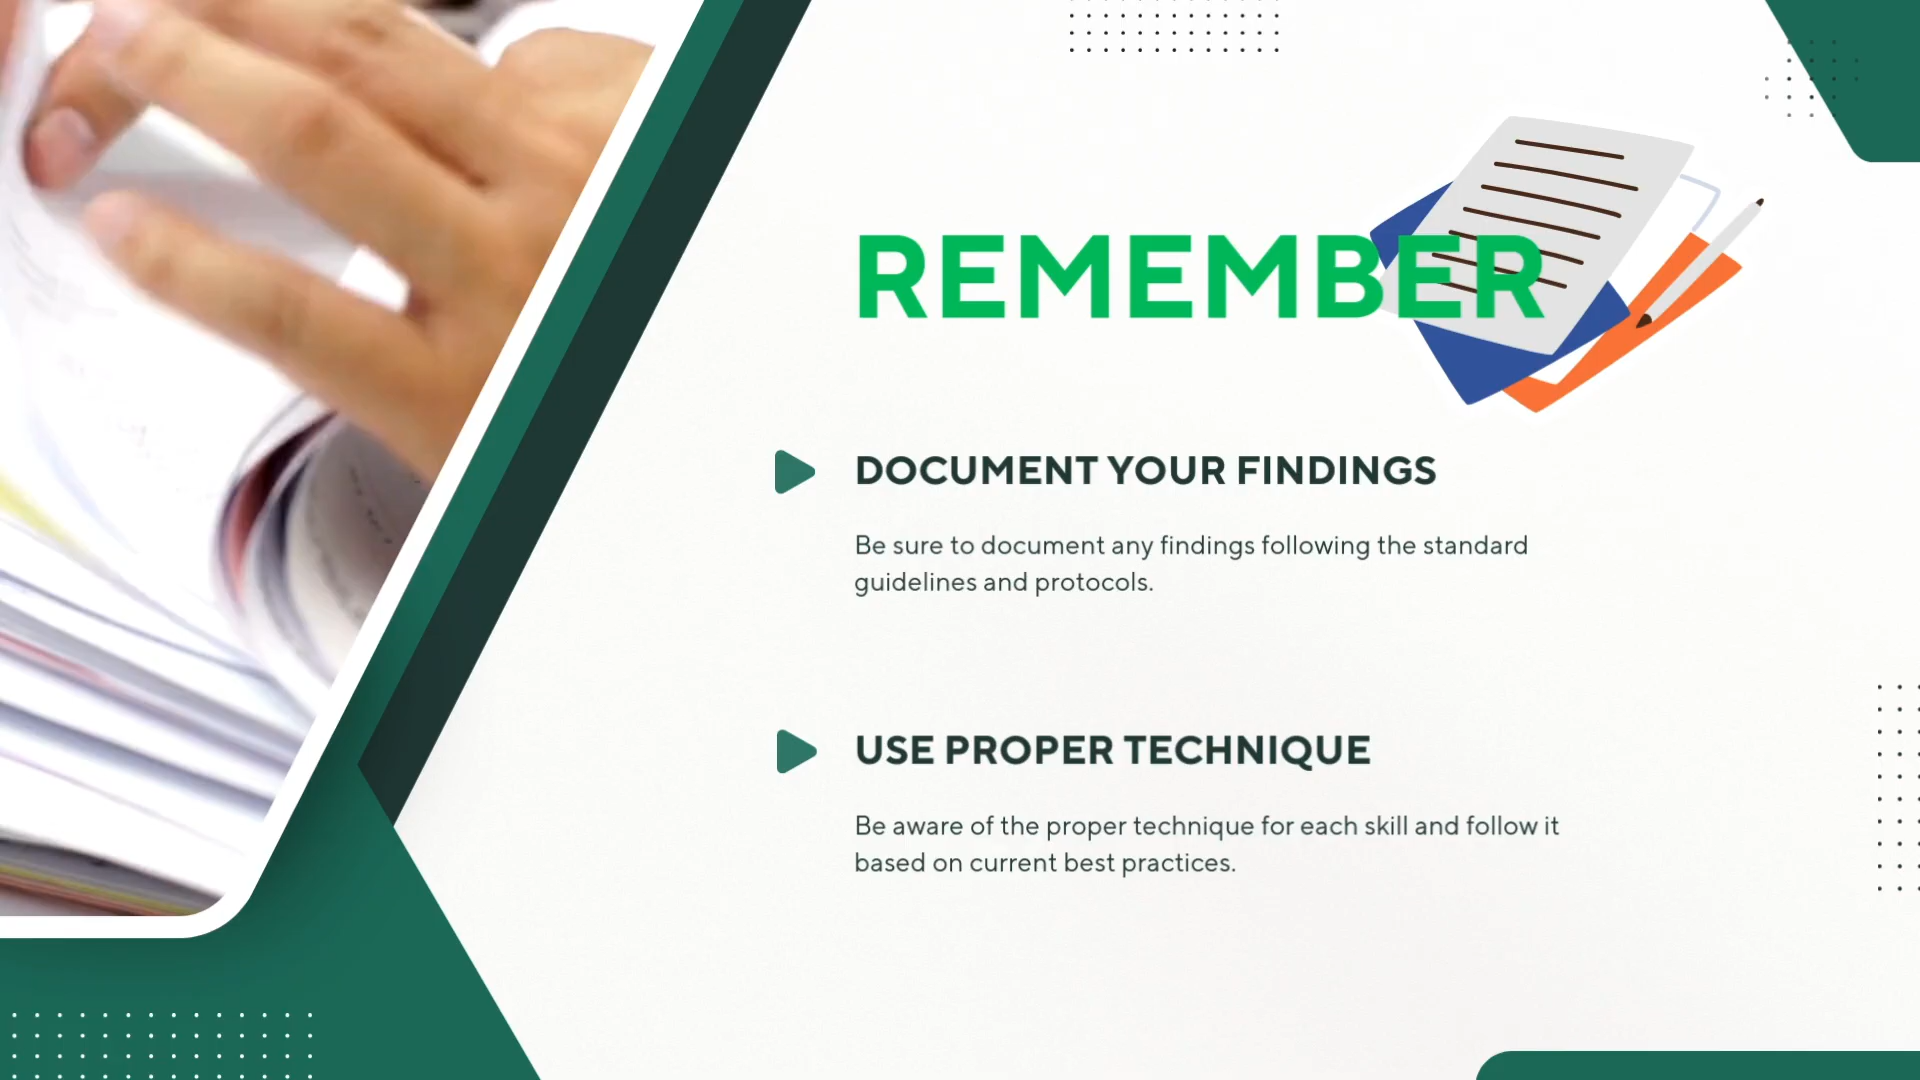 REMEMBER
DOCUMENT YOUR FINDINGS
Be sure to document any findings following the standard
guidelines and protocols.
USE PROPER TECHNIQUE
Be aware of the proper technique for each skill and follow it
based on current best practices.